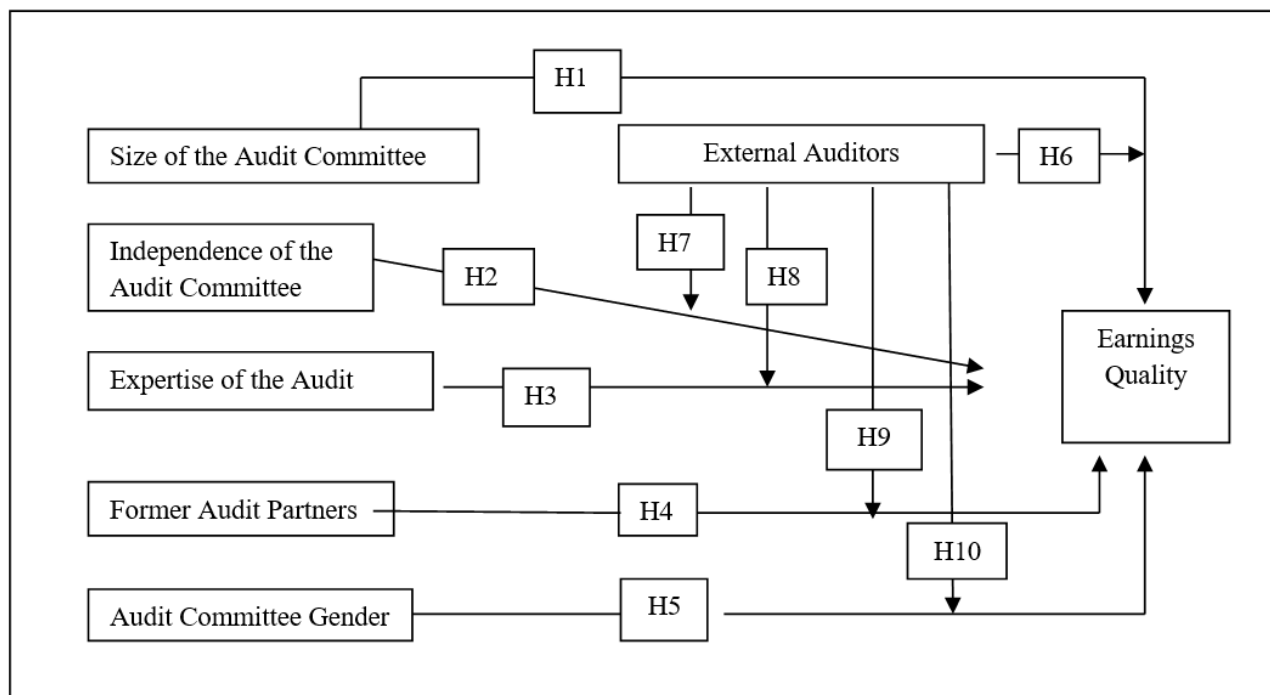 H1
Size of the Audit Committee
External Auditors
H6
Independence of the
Audit Committee
H2
H7
H8
Earnings
Quality
Expertise of the Audit
H3
H9
Former Audit Partners
H4
H10
Audit Committee Gender
H5